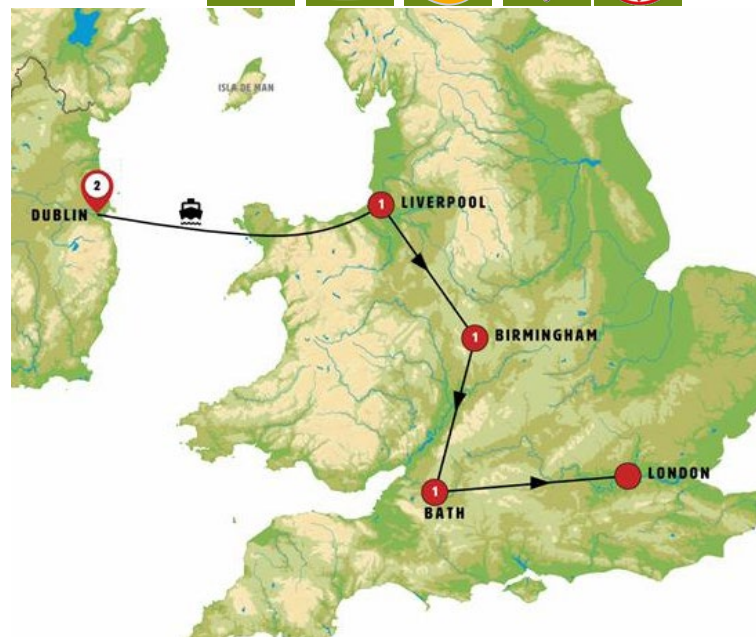 ISLA DE MAN
2
DUBLIN
1
LIVERPOOL
1
BIRMINGHAM
1
BATH
LONDON